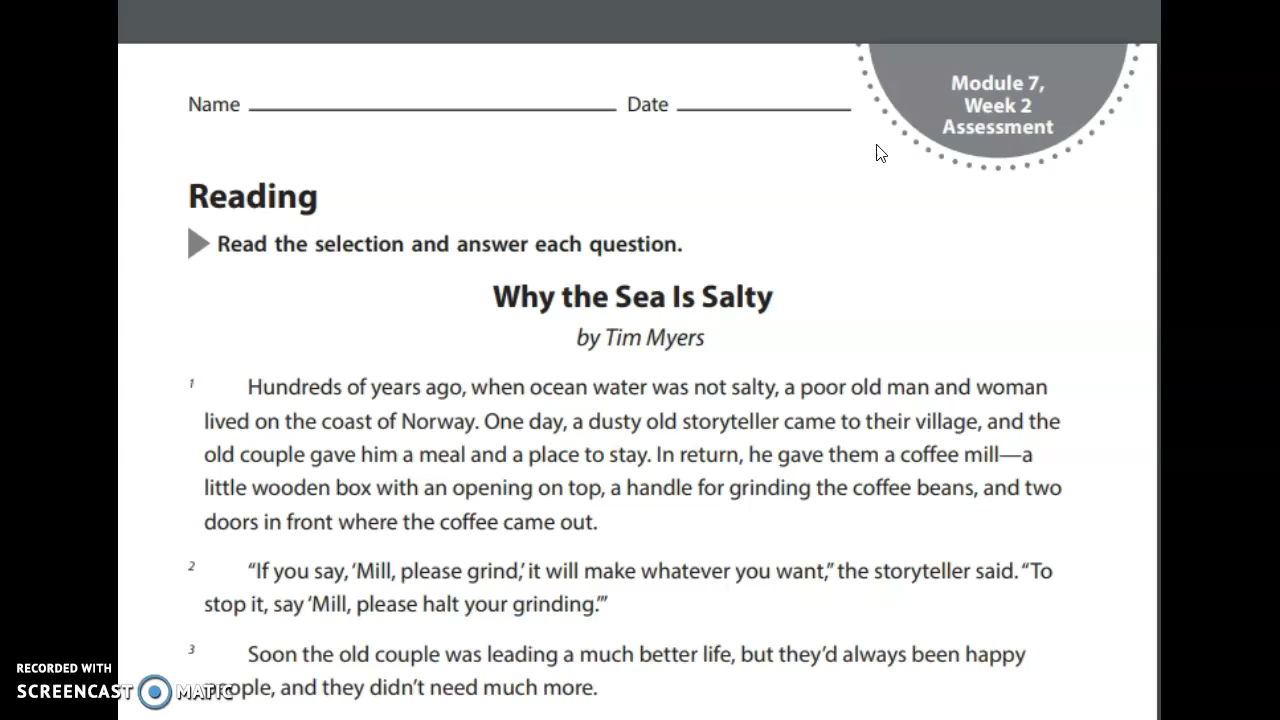 Module 7,
Week 2
Assessment
Name Date
Reading
Read the selection and answer each question.
Why the Sea Is Salty
by Tim Myers
1 Hundreds of years ago, when ocean water was not salty, a poor old man and woman
lived on the coast of Norway. One day, a dusty old storyteller came to their village, and the
old couple gave him a meal and a place to stay. In return, he gave them a coffee mill—a
little wooden box with an opening on top, a handle for grinding the coffee beans, and two
doors in front where the coffee came out.
2 “If you say, ‘Mill, please grind,’ it will make whatever you want,” the storyteller said. “To
stop it, say ‘Mill, please halt your grinding.’”
3 Soon the old couple was leading a much better life, but they’d always been happy
people, and they didn’t need much more.
RECORDED WITH
SCREENCAST MATIC